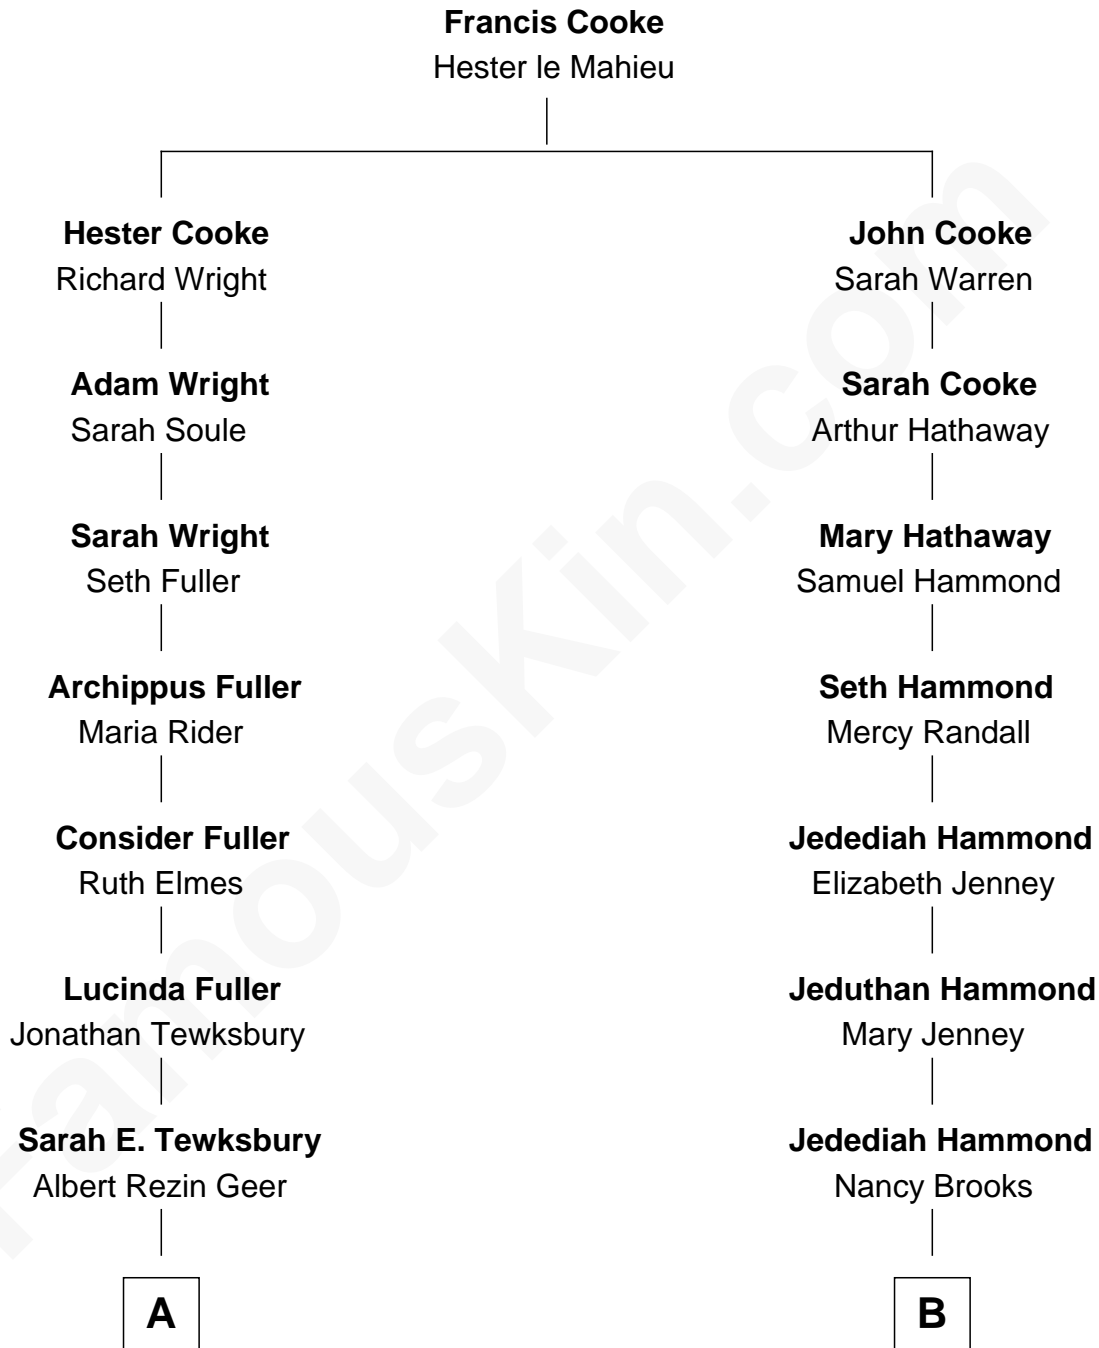 Francis Cooke
Hester le Mahieu
Hester Cooke
Richard Wright
John Cooke
Sarah Warren
Adam Wright
Sarah Soule
Sarah Cooke
Arthur Hathaway
Sarah Wright
Seth Fuller
Mary Hathaway
Samuel Hammond
Archippus Fuller
Maria Rider
Seth Hammond
Mercy Randall
Consider Fuller
Ruth Elmes
Jedediah Hammond
Elizabeth Jenney
Lucinda Fuller
Jonathan Tewksbury
Jeduthan Hammond
Mary Jenney
Sarah E. Tewksbury
Albert Rezin Geer
Jedediah Hammond
Nancy Brooks
A
B
FamousKin.com